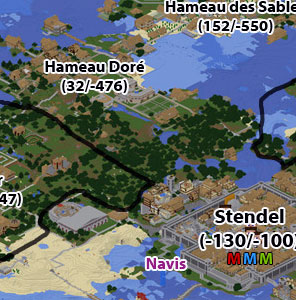 Hameau des Sable
(152/-550)
Hameau Doré
(32/-476)
47)
Stendel
(-130/-100)
MMM
Navis